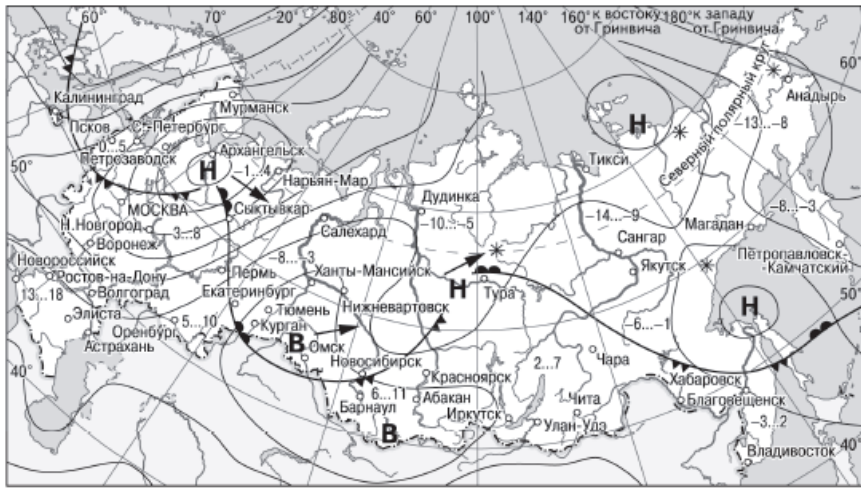 60° 70° 20° 80 40° 60° 100° 140° 160° к востоку 180° к западу
от Гринвича от Гринвича
60°
Северный полярный круг
Калининград
Мурманск
Анадырь
Псков С.-Петербург
Н
-13...-8
0...5
Петрозаводск
Архангельск
50°
Н
-1...4
Нарьян-Мар
Тикси
МОСКВА
Сыктывкар
Дудинка
-8...-3
Н.Новгород
3...8
Салехард
-10...-5
-14...-9
Магадан
Воронеж
-8...-3
Сангар
Петропавловск-
Камчатский
Новороссийск
Пермь
Ханты-Мансийск
Якутск
Ростов-на-Дону
Екатеринбург
Н
Тура
50°
13...18
Волгоград
Нижневартовск
Н
Элиста
Тюмень
-6...-1
Оренбург
5...10
Курган
В
Астрахань
Омск
Чара
40°
Новосибирск
2...7
Хабаровск
Красноярск
6...11
Барнаул
Абакан
Чита
Благовещенск
Иркутск
-3...2
В
Улан-Удэ
40°
Владивосток